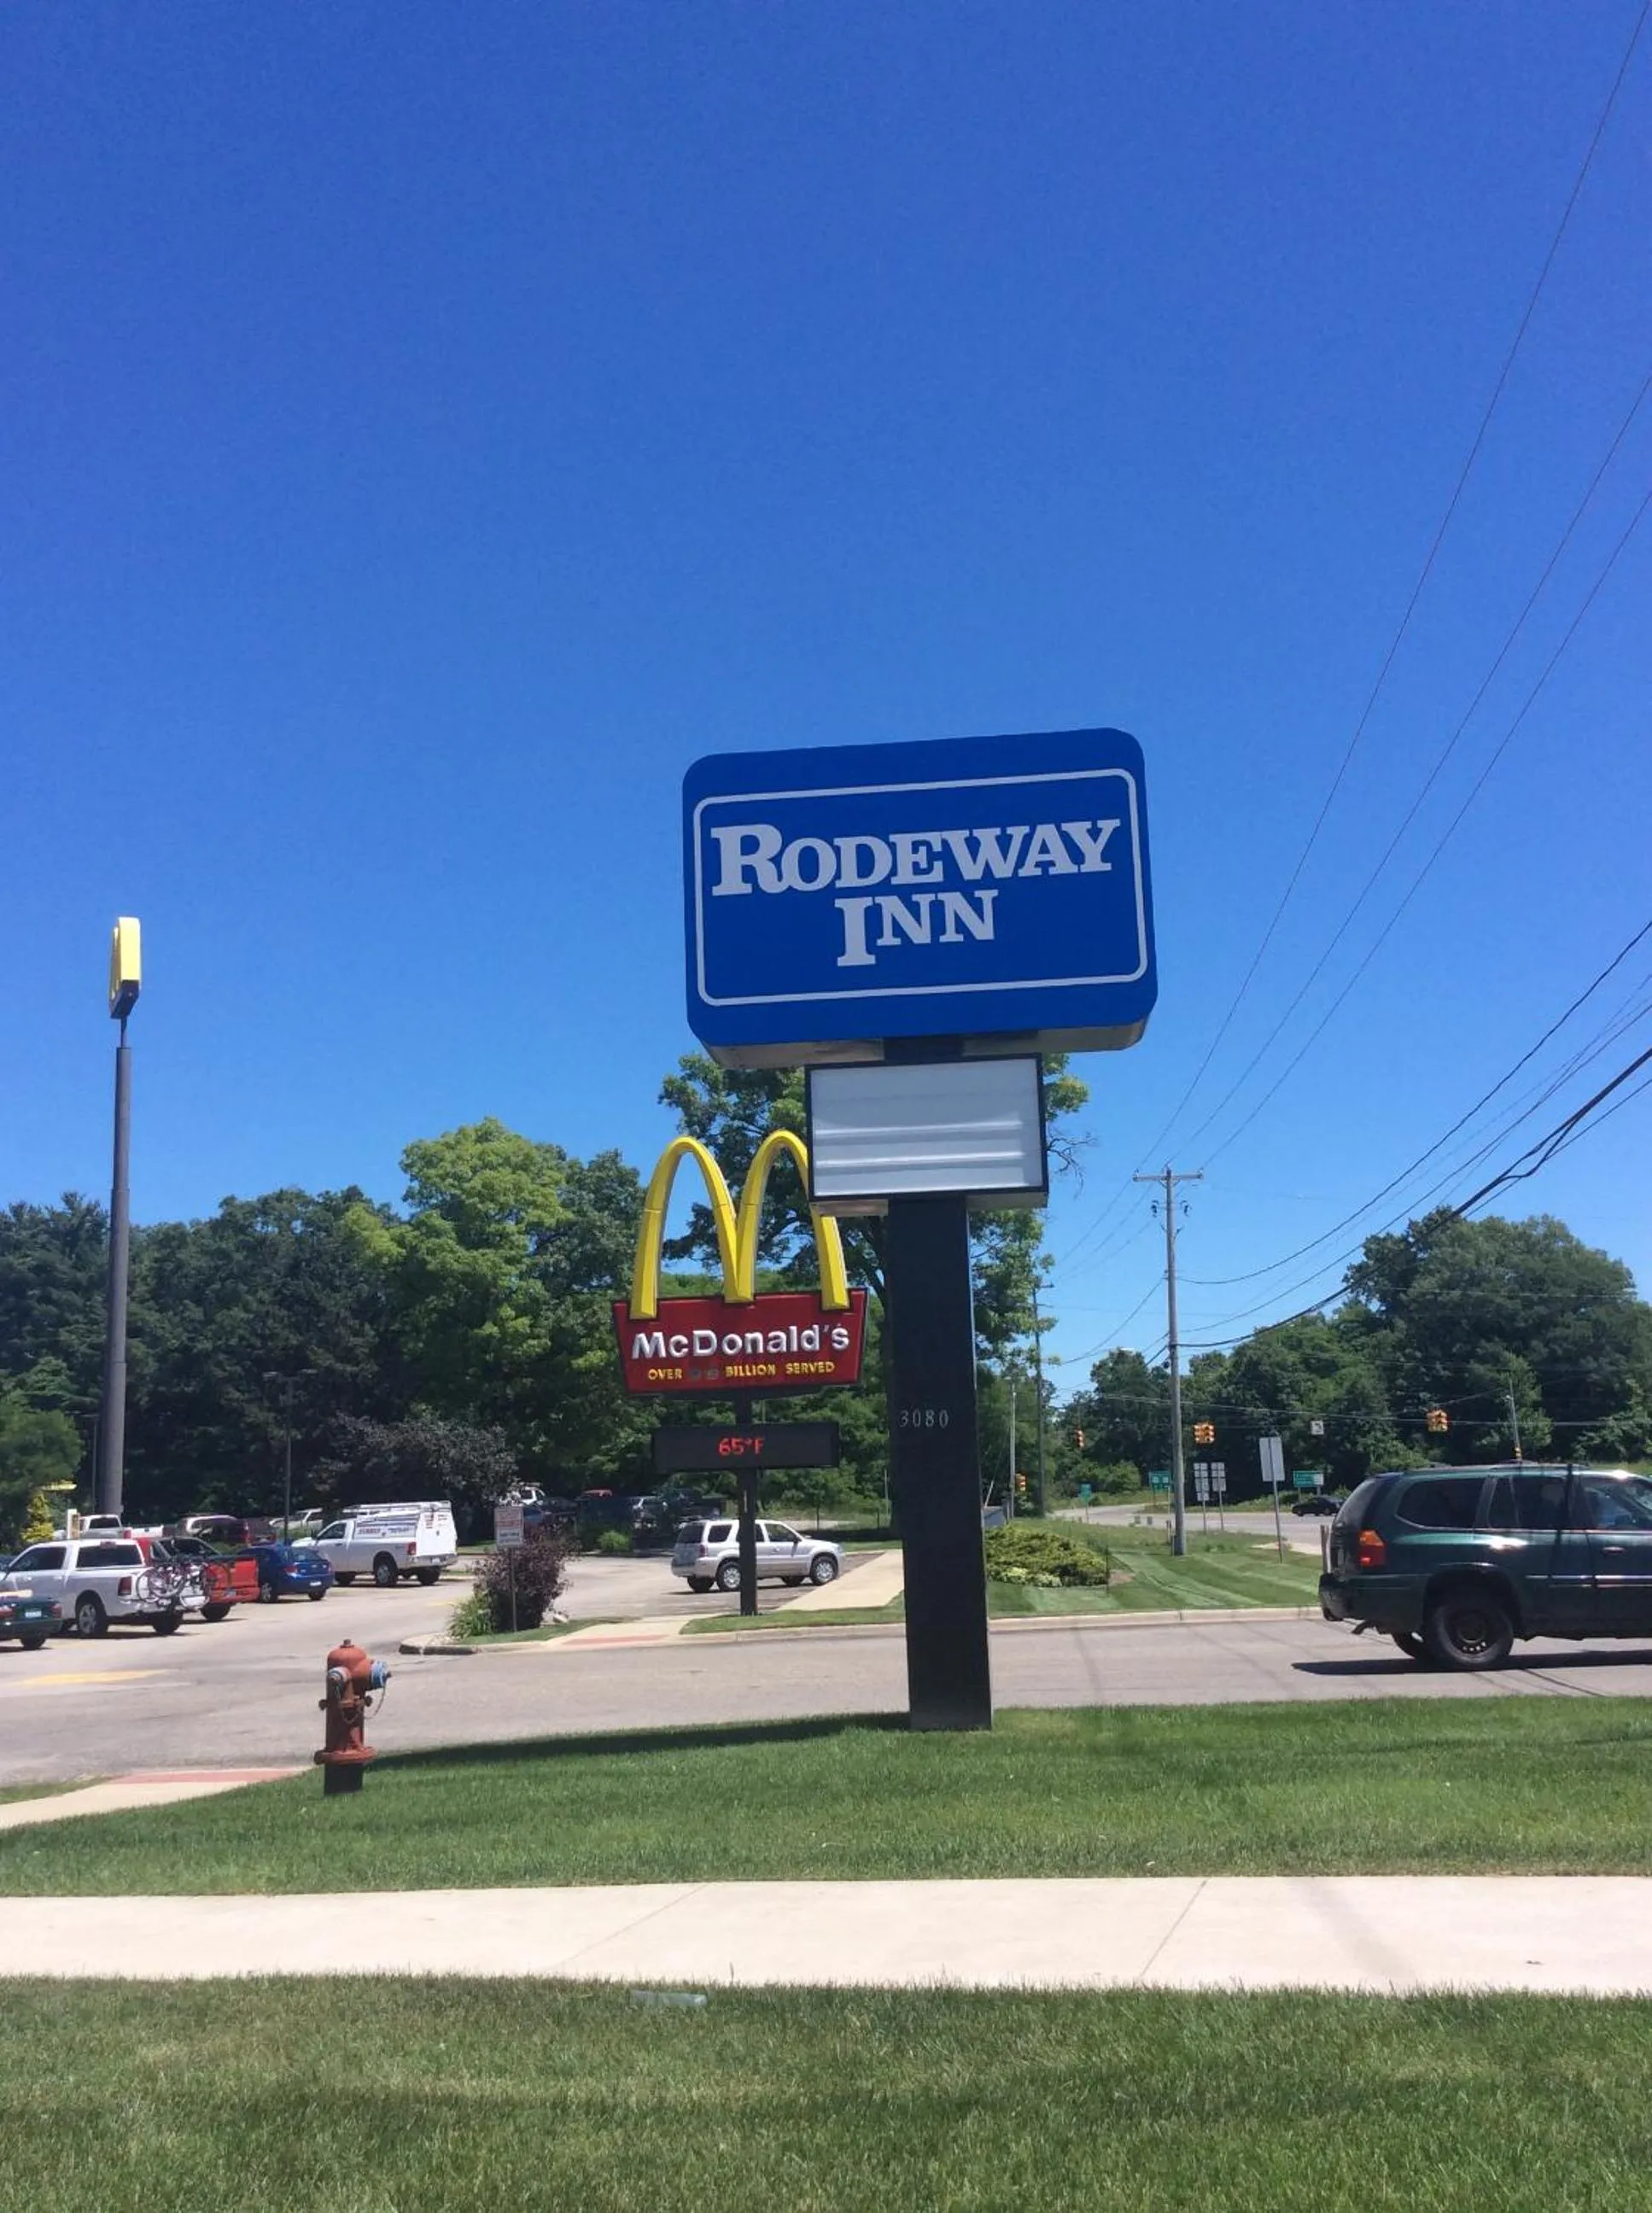 RODEWAY
INN
McDonald's
OVER BILLION SERVED
65°F
3080